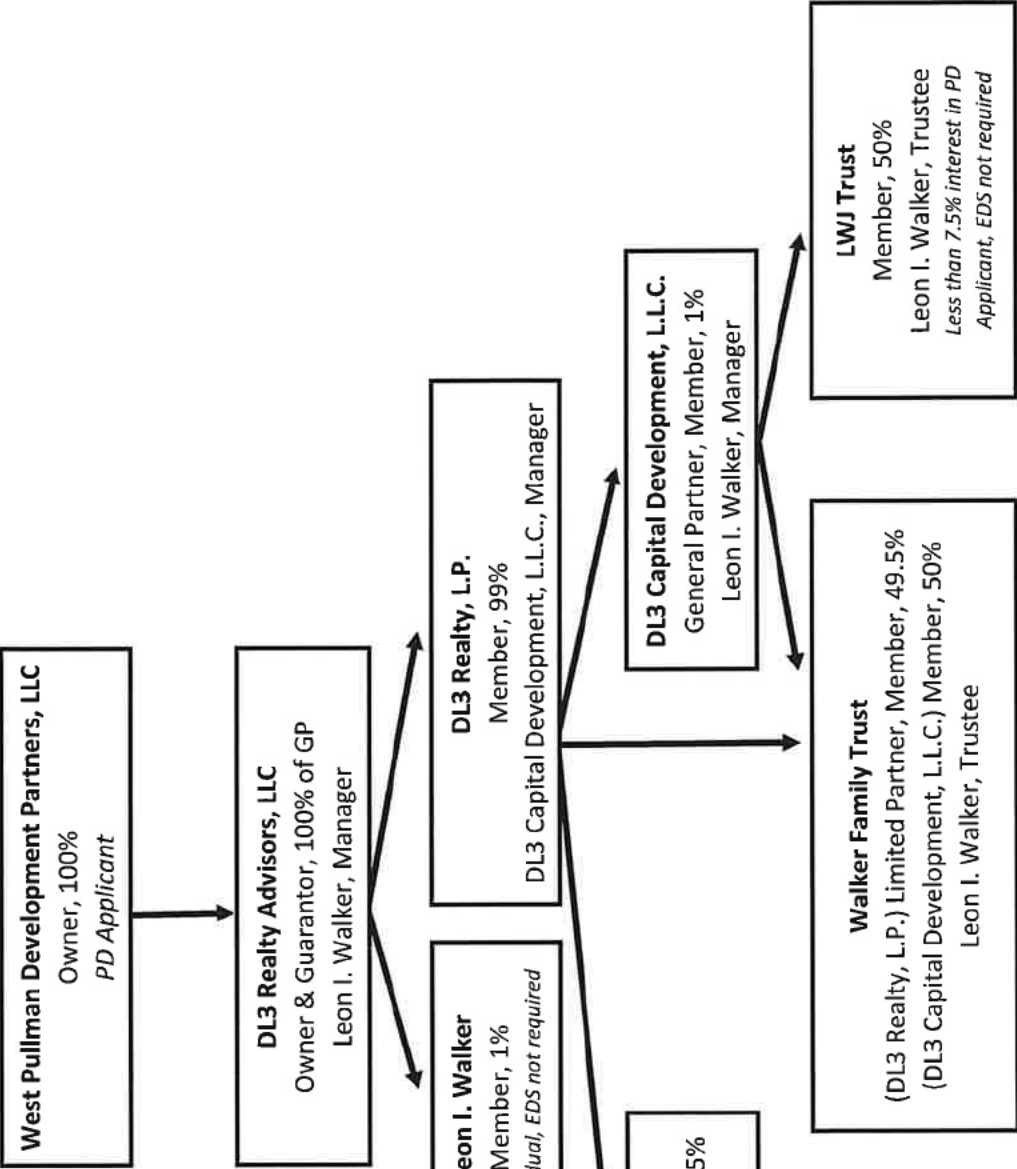 West Pullman Development Partners, LLC
Owner, 100%
PD Applicant
DL3 Realty Advisors, LLC
Owner & Guarantor, 100% of GP
Leon I. Walker, Manager
eon I. Walker
Member, 1%
dual, EDS not required
DL3 Realty, L.P.
Member, 99%
DL3 Capital Development, L.L.C., Manager
5%
DL3 Capital Development, L.L.C.
General Partner, Member, 1%
Leon I. Walker, Manager
Walker Family Trust
(DL3 Realty, L.P.) Limited Partner, Member, 49.5%
(DL3 Capital Development, L.L.C.) Member, 50%
Leon I. Walker, Trustee
LWJ Trust
Member, 50%
Leon I. Walker, Trustee
Less than 7.5% interest in PD
Applicant, EDS not required